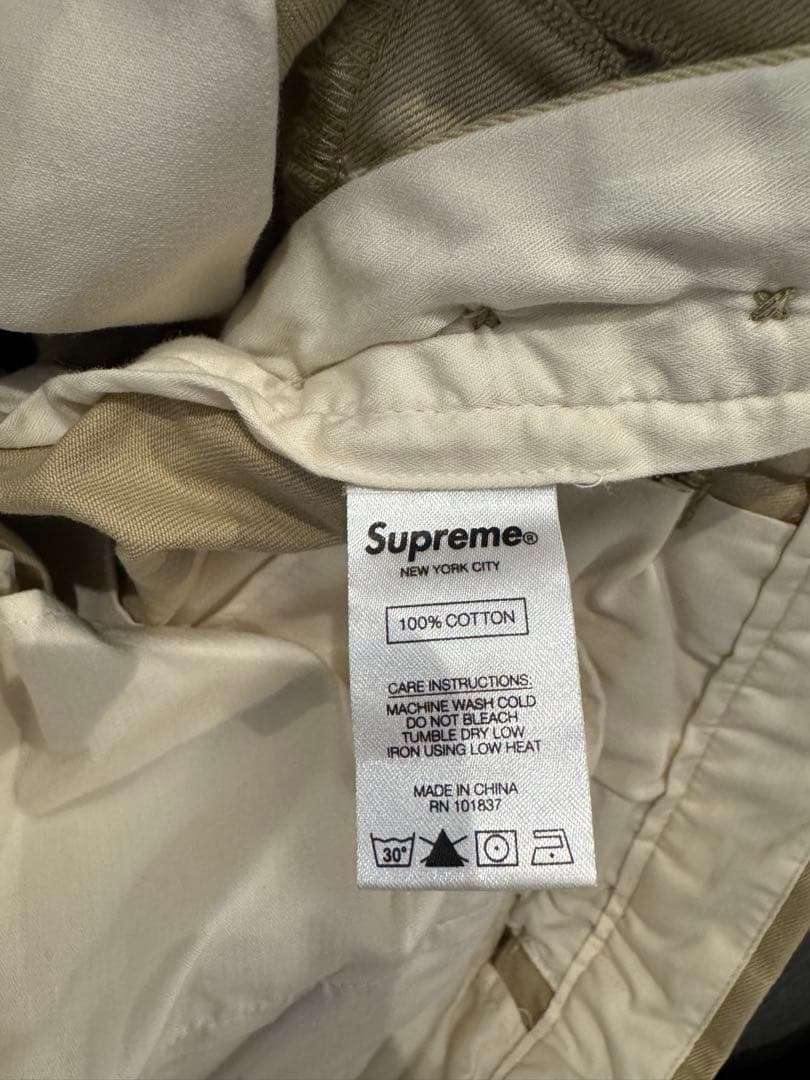 Supreme®
NEW YORK CITY
100% COTTON
CARE INSTRUCTIONS:
MACHINE WASH COLD
DO NOT BLEACH
TUMBLE DRY LOW
IRON USING LOW HEAT
MADE IN CHINA
RN 101837
30°